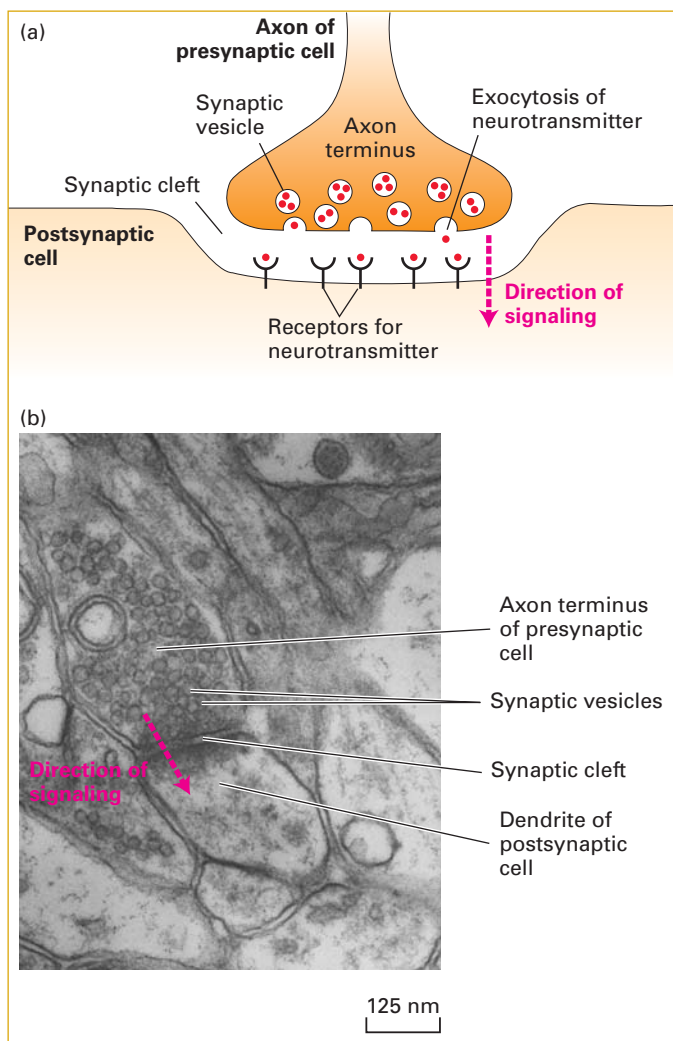 (a)
Axon of
presynaptic cell
Synaptic
vesicle
Exocytosis of
neurotransmitter
Axon
terminus
Synaptic cleft
Postsynaptic
cell
Direction of
signaling
Receptors for
neurotransmitter
(b)
Axon terminus
of presynaptic
cell
Synaptic vesicles
Direction of
signaling
Synaptic cleft
Dendrite of
postsynaptic
cell
125 nm